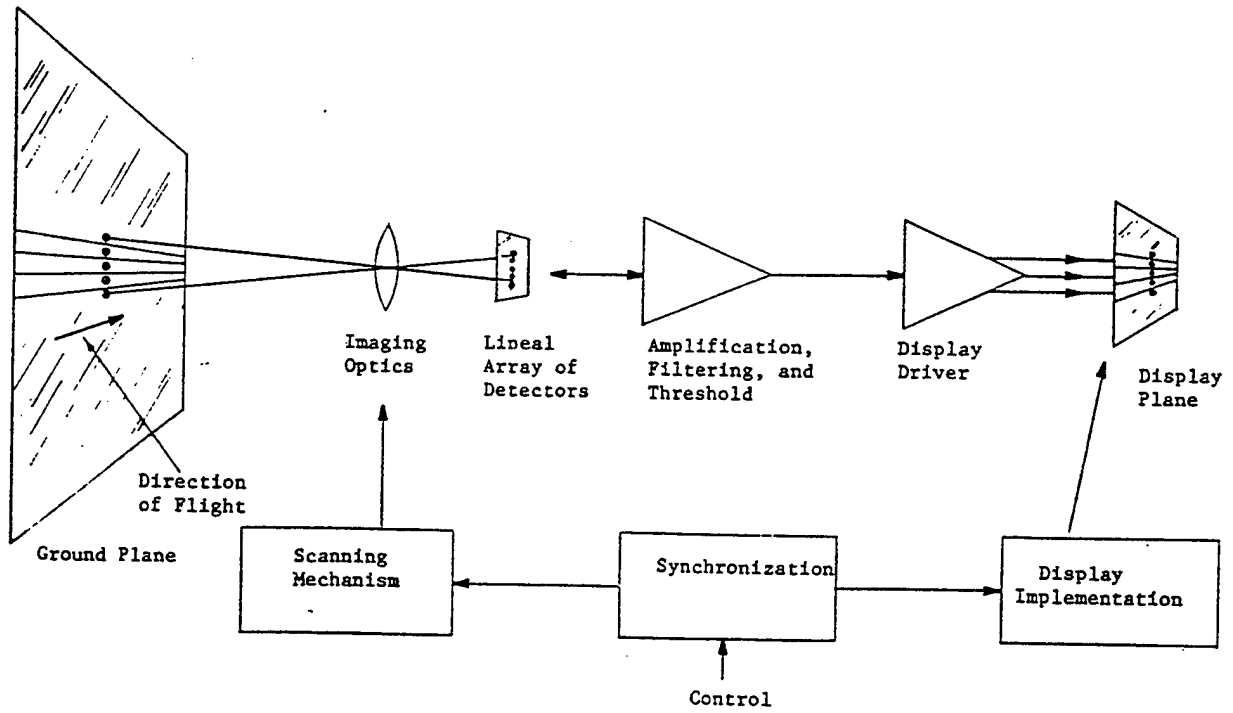 Imaging
Optics
Lineal
Array of
Detectors
Amplification,
Filtering, and
Threshold
Display
Driver
Display
Plane
Direction
of Flight
Ground Plane
Scanning
Mechanism
Synchronization
Display
Implementation
Control